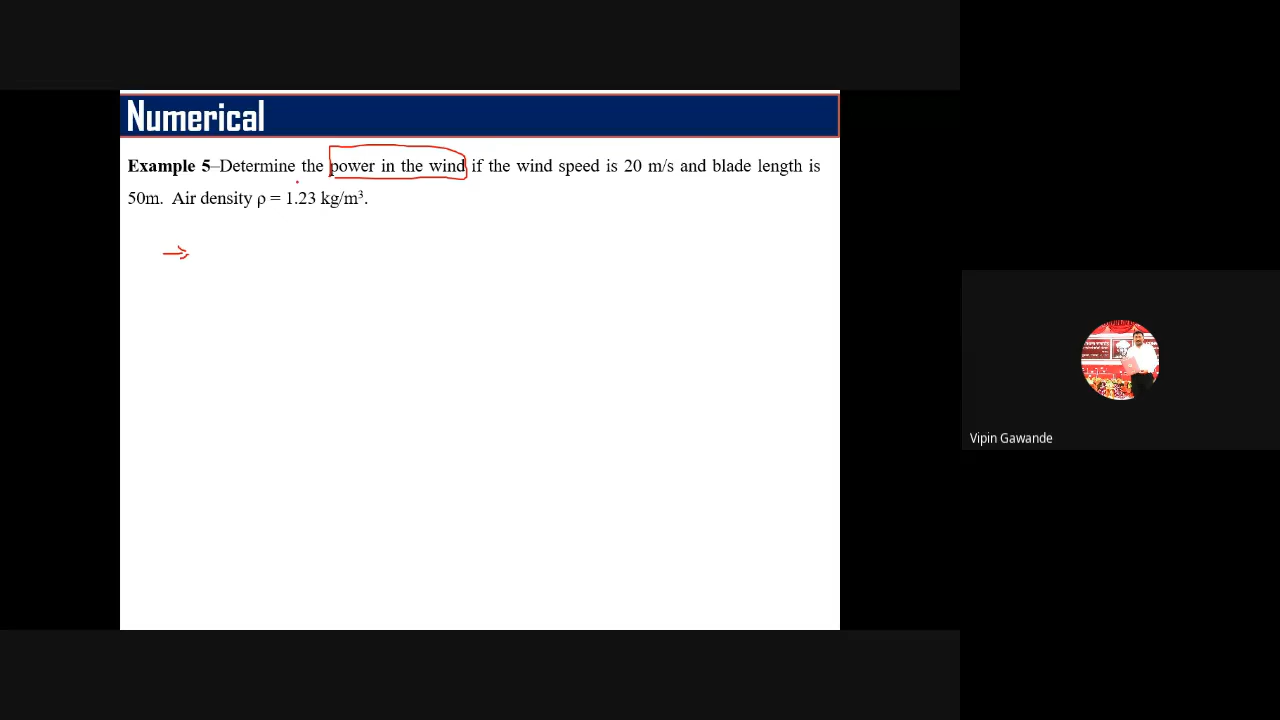 Numerical
Example 5–Determine the power in the wind if the wind speed is 20 m/s and blade length is
50m. Air density ρ = 1.23 kg/m³.
Vipin Gawande